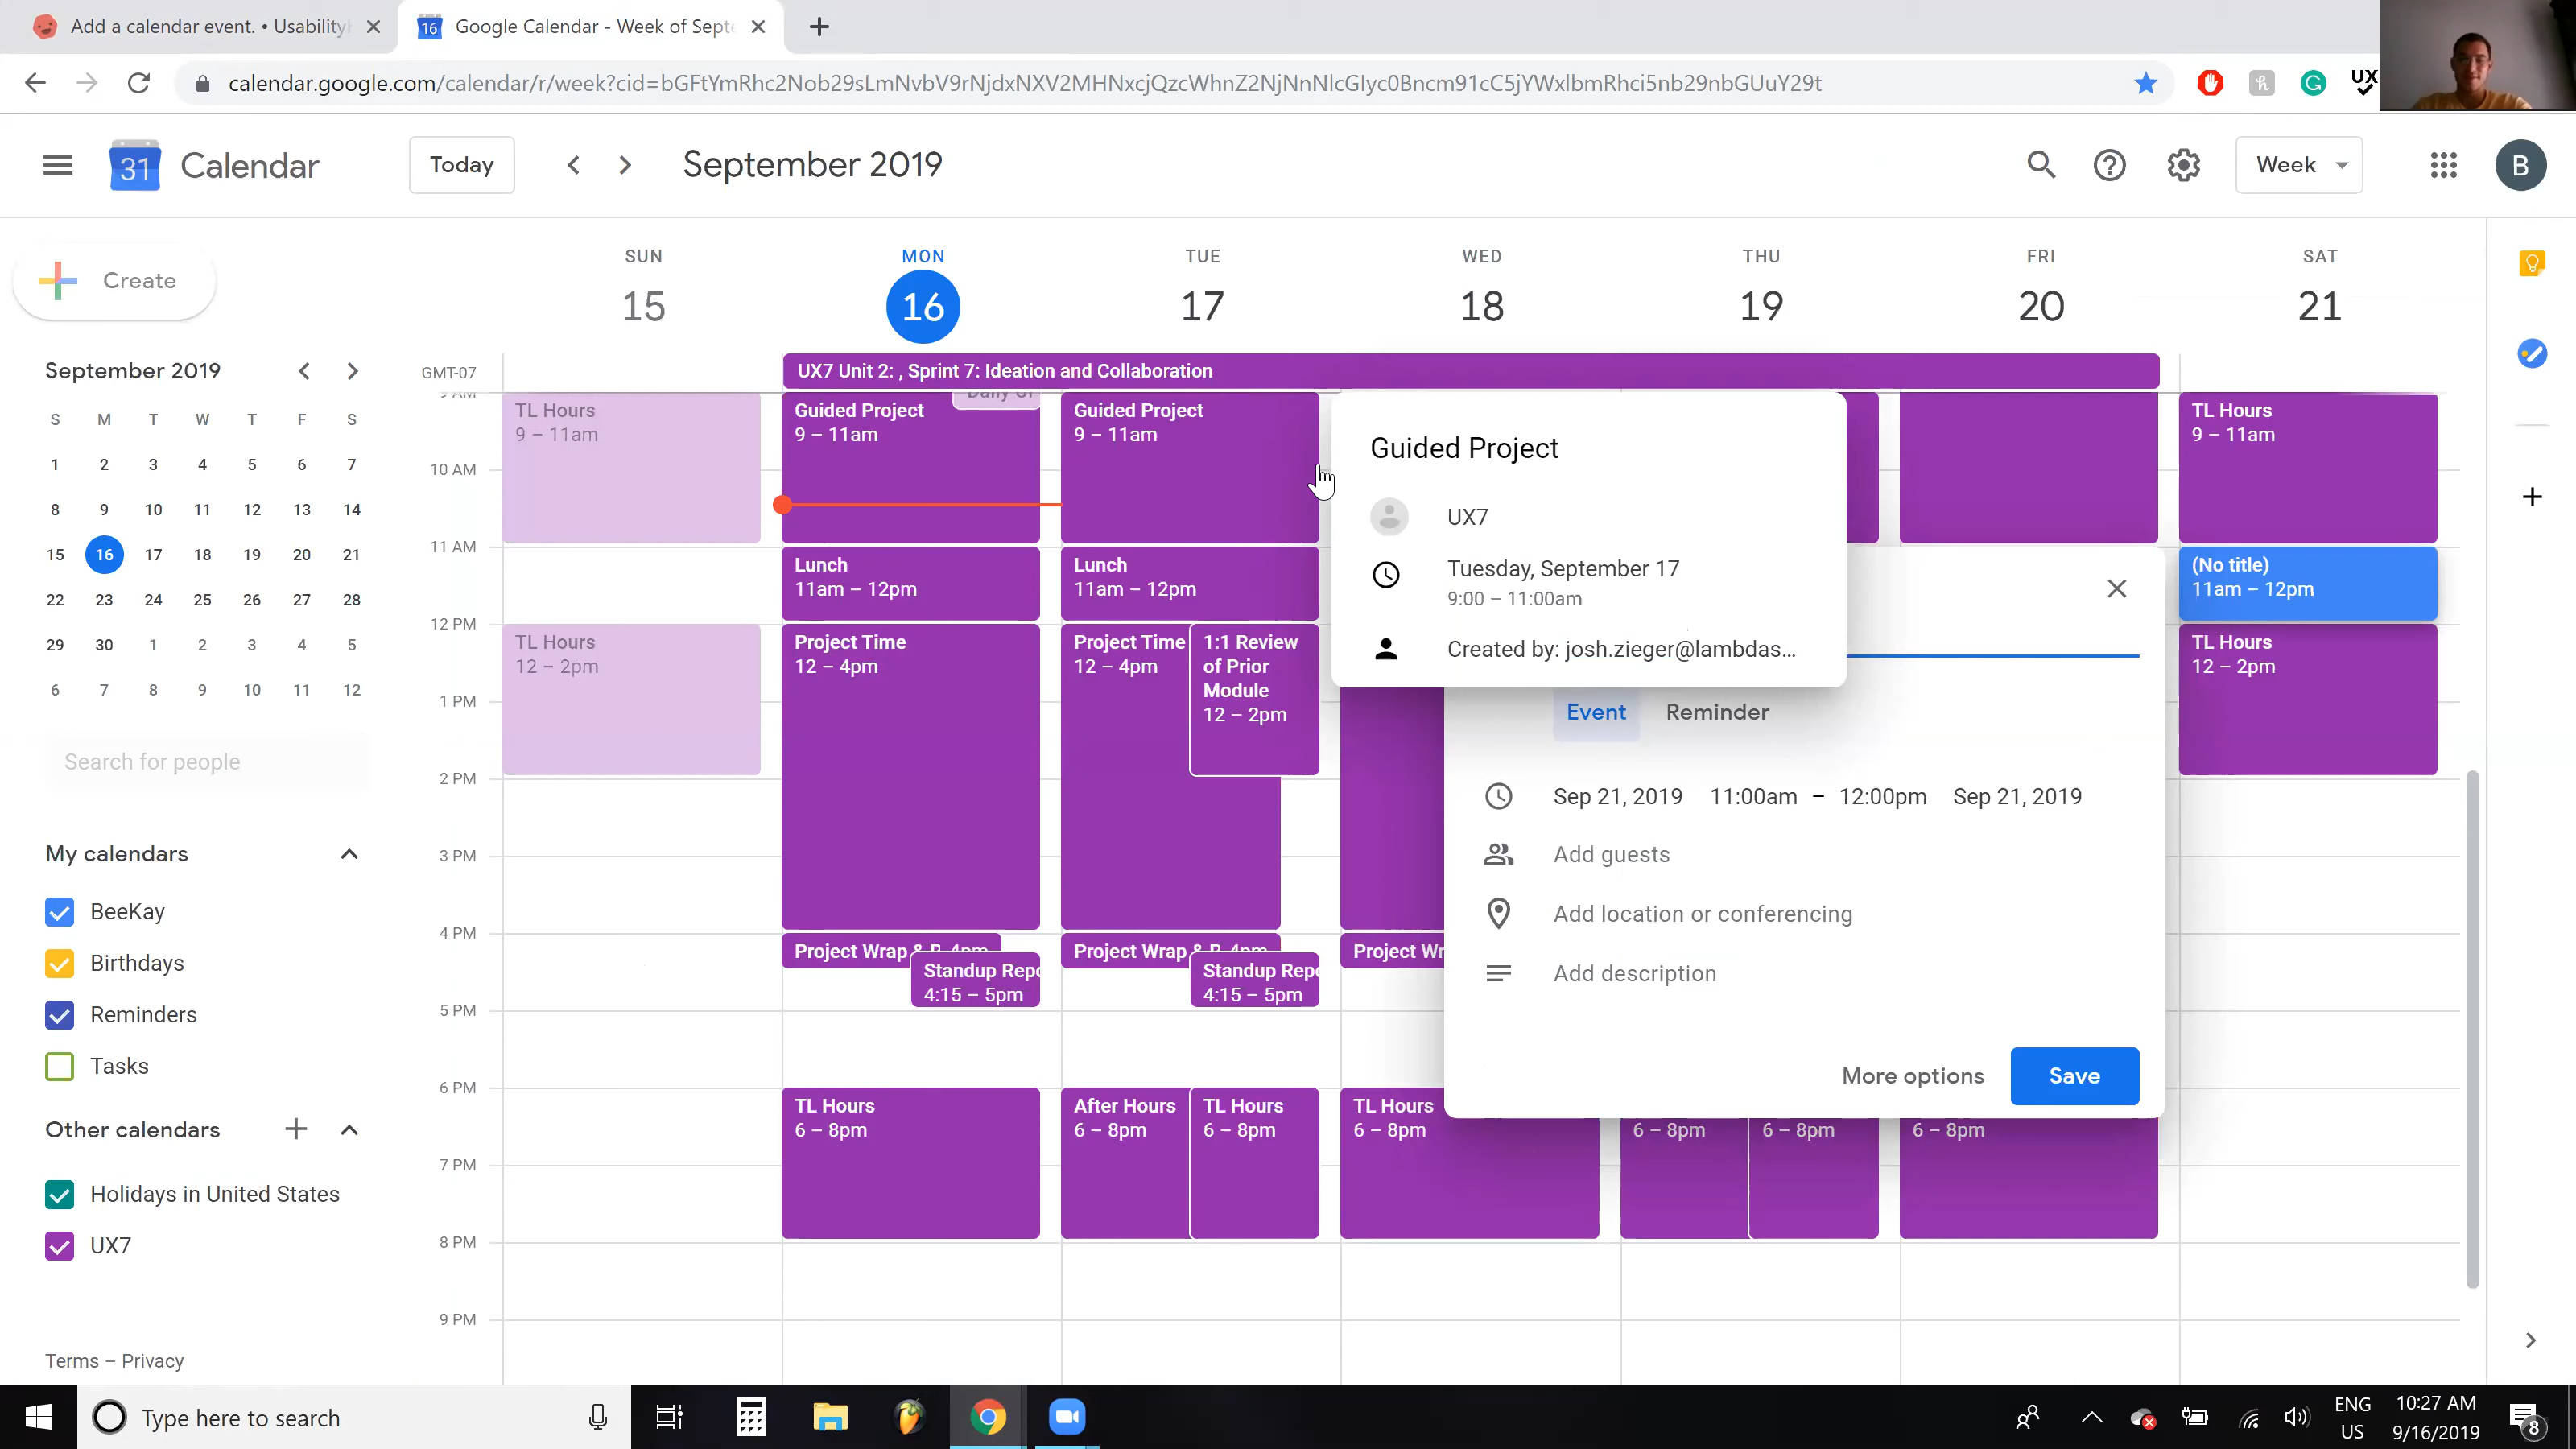 Add a calendar event. • Usability
Google Calendar - Week of Sept
calendar.google.com/calendar/r/week?cid=bGFtYmRhc2Nob29sLmNvbV9rNjdxNXV2MHNxcjQzcWhnZ2NjNnNlcGIyc0Bncm91cC5jYWxlbmRhci5nb29nbGUuY29t
UX
31 Calendar
Today
September 2019
Week
B
Create
SUN
15
MON
16
TUE
17
WED
18
THU
19
FRI
20
SAT
21
GMT-07
UX7 Unit 2: , Sprint 7: Ideation and Collaboration
September 2019
S M T W T F S
1 2 3 4 5 6 7
8 9 10 11 12 13 14
15 16 17 18 19 20 21
22 23 24 25 26 27 28
29 30 1 2 3 4 5
6 7 8 9 10 11 12
Search for people
My calendars
BeeKay
Birthdays
Reminders
Tasks
Other calendars
Holidays in United States
UX7
Terms – Privacy
9 AM
10 AM
11 AM
12 PM
1 PM
2 PM
3 PM
4 PM
5 PM
6 PM
7 PM
8 PM
9 PM
TL Hours
9 – 11am
TL Hours
12 – 2pm
Daily
Guided Project
9 – 11am
Lunch
11am – 12pm
Project Time
12 – 4pm
Project Wrap & 4pm
Standup Repo
4:15 – 5pm
TL Hours
6 – 8pm
Guided Project
9 – 11am
Lunch
11am – 12pm
Project Time
12 – 4pm
1:1 Review
of Prior
Module
12 – 2pm
Project Wrap & 4pm
Standup Repo
4:15 – 5pm
After Hours
6 – 8pm
TL Hours
6 – 8pm
Project Wr
TL Hours
6 – 8pm
6 – 8pm
6 – 8pm
6 – 8pm
TL Hours
9 – 11am
(No title)
11am – 12pm
TL Hours
12 – 2pm
Guided Project
UX7
Tuesday, September 17
9:00 – 11:00am
Created by: josh.zieger@lambdas...
Event Reminder
Sep 21, 2019 11:00am – 12:00pm Sep 21, 2019
Add guests
Add location or conferencing
Add description
More options
Save
Type here to search
ENG
US
10:27 AM
9/16/2019
8